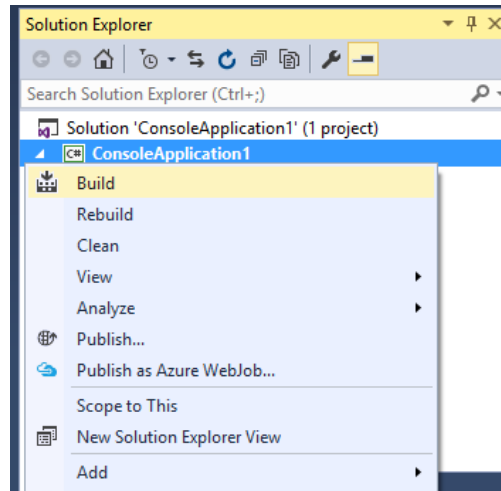 Solution Explorer
Search Solution Explorer (Ctrl+;)
Solution 'ConsoleApplication1' (1 project)
C# ConsoleApplication1
Build
Rebuild
Clean
View
Analyze
Publish...
Publish as Azure WebJob...
Scope to This
New Solution Explorer View
Add